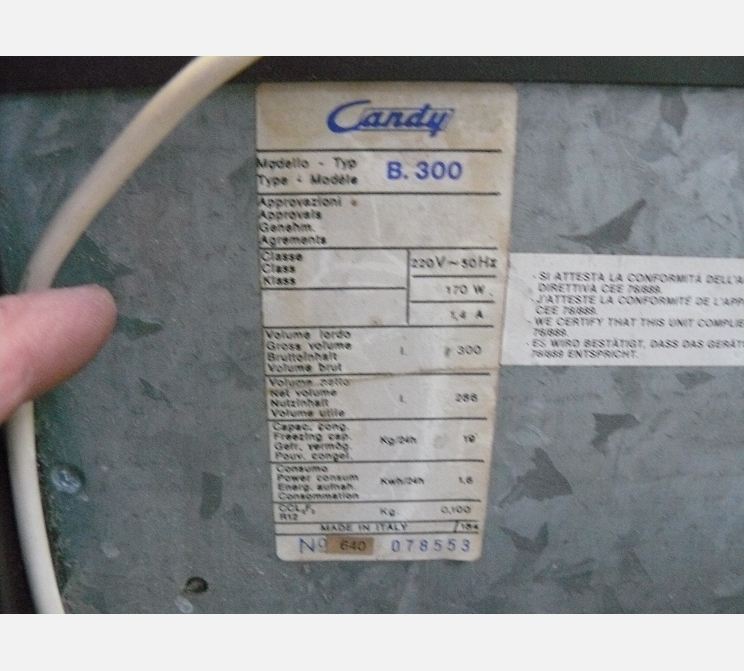 Candy
Modello - Typ
Type - Modèle
B. 300
Approvazioni
Approvals
Genehm.
Agrements
Classe
Class
Klass
220V~50Hz
170 W
1,4 A
Volume lordo
Gross volume
Bruttoinhalt
Volume brut
l. 300
Volume netto
Net volume
Nutzinhalt
Volume utile
l. 288
Capac. cong.
Freezing cap.
Gefr. vermög.
Pouv. congel.
Kg/24h 19
Consumo
Power consum
Energ. aufnah.
Consommation
Kwh/24h 1,6
CCL₂F₂
R12
Kg 0,100
MADE IN ITALY /184
Nº 640 078553
- SI ATTESTA LA CONFORMITÀ DELL'A
DIRETTIVA CEE 76/889.
- J'ATTESTE LA CONFORMITÉ DE L'APP
CEE 76/889.
- WE CERTIFY THAT THIS UNIT COMPLIE
76/889.
- ES WIRD BESTÄTIGT, DASS DAS GERÄT
76/889 ENTSPRICHT.